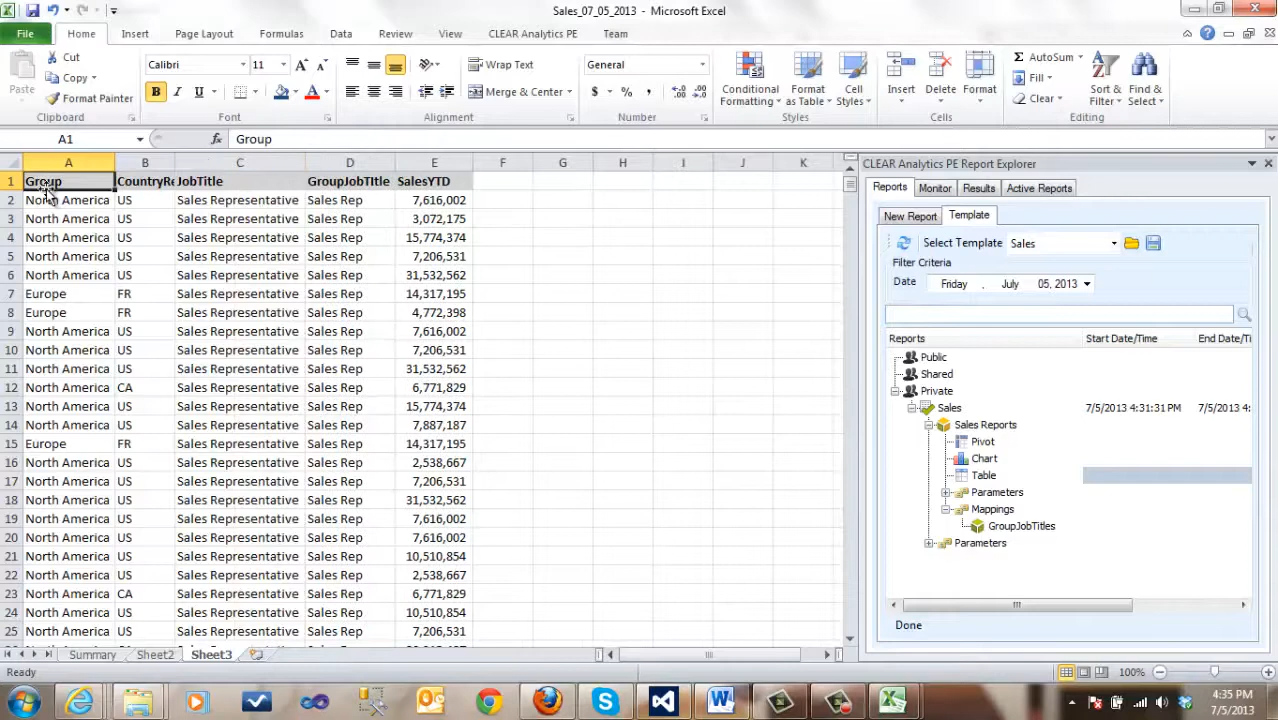 Sales_07_05_2013 - Microsoft Excel
File Home Insert Page Layout Formulas Data Review View CLEAR Analytics PE Team
Paste Cut Copy Format Painter Clipboard
Calibri 11 Font
Wrap Text Merge & Center Alignment
General Number
Conditional Formatting Format as Table Cell Styles Styles
Insert Delete Format Cells
AutoSum Fill Clear Sort & Filter Find & Select Editing
A1 fx Group
A B C D E F G H I J K
1 Group CountryRe JobTitle GroupJobTItle SalesYTD
2 North America US Sales Representative Sales Rep 7,616,002
3 North America US Sales Representative Sales Rep 3,072,175
4 North America US Sales Representative Sales Rep 15,774,374
5 North America US Sales Representative Sales Rep 7,206,531
6 North America US Sales Representative Sales Rep 31,532,562
7 Europe FR Sales Representative Sales Rep 14,317,195
8 Europe FR Sales Representative Sales Rep 4,772,398
9 North America US Sales Representative Sales Rep 7,616,002
10 North America US Sales Representative Sales Rep 7,206,531
11 North America US Sales Representative Sales Rep 31,532,562
12 North America CA Sales Representative Sales Rep 6,771,829
13 North America US Sales Representative Sales Rep 15,774,374
14 North America US Sales Representative Sales Rep 7,887,187
15 Europe FR Sales Representative Sales Rep 14,317,195
16 North America US Sales Representative Sales Rep 2,538,667
17 North America US Sales Representative Sales Rep 7,206,531
18 North America US Sales Representative Sales Rep 31,532,562
19 North America US Sales Representative Sales Rep 7,616,002
20 North America US Sales Representative Sales Rep 7,616,002
21 North America US Sales Representative Sales Rep 10,510,854
22 North America US Sales Representative Sales Rep 2,538,667
23 North America CA Sales Representative Sales Rep 6,771,829
24 North America US Sales Representative Sales Rep 10,510,854
25 North America US Sales Representative Sales Rep 7,206,531
Summary Sheet2 Sheet3
Ready
100%
CLEAR Analytics PE Report Explorer
Reports Monitor Results Active Reports
New Report Template
Select Template Sales
Filter Criteria
Date Friday , July 05, 2013
Reports Start Date/Time End Date/Ti
Public
Shared
Private
Sales 7/5/2013 4:31:31 PM 7/5/2013 4:
Sales Reports
Pivot
Chart
Table
Parameters
Mappings
GroupJobTitles
Parameters
Done
4:35 PM
7/5/2013